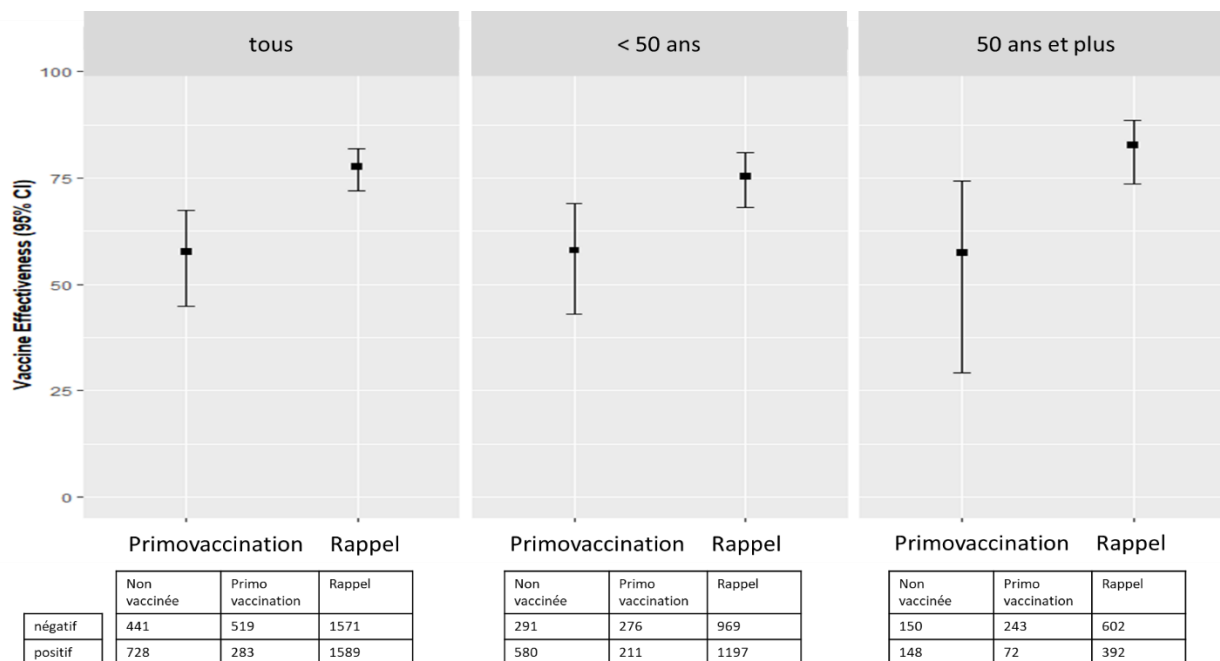 tous
< 50 ans
50 ans et plus
Vaccine Effectiveness (95% CI)
100
75
50
25
0
Primovaccination Rappel
Primovaccination Rappel
Primovaccination Rappel
Non vaccinée Primo vaccination Rappel
négatif 441 519 1571
positif 728 283 1589
Non vaccinée Primo vaccination Rappel
291 276 969
580 211 1197
Non vaccinée Primo vaccination Rappel
150 243 602
148 72 392